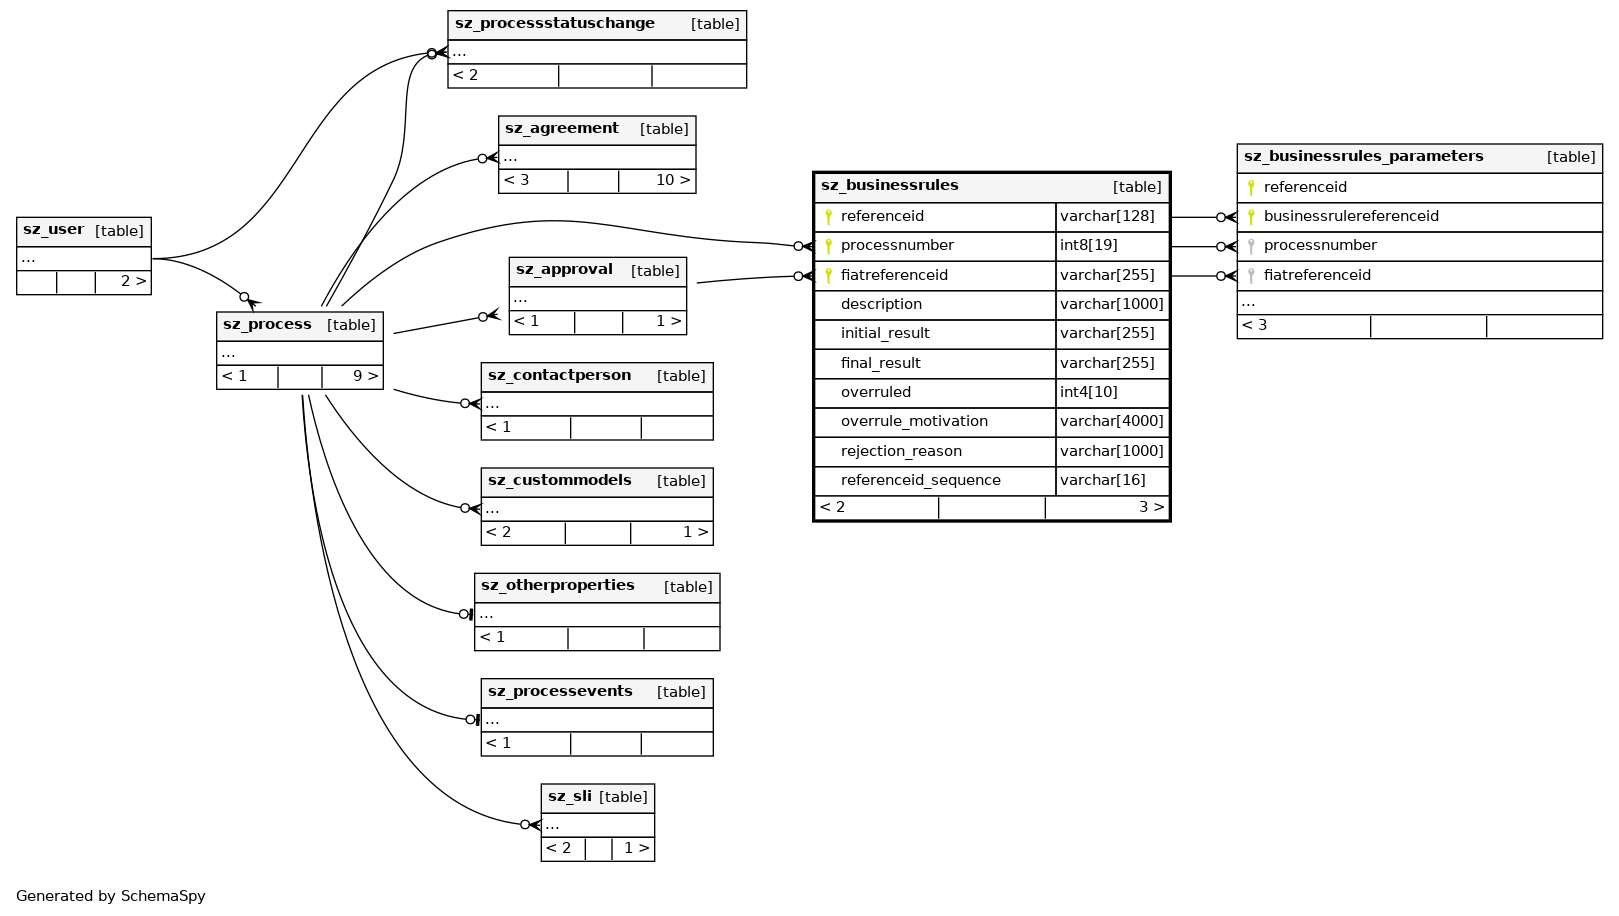 sz_processstatuschange [table]
...
< 2
sz_agreement [table]
...
< 3 10 >
sz_user [table]
...
2 >
sz_process [table]
...
< 1 9 >
sz_approval [table]
...
< 1 1 >
sz_contactperson [table]
...
< 1
sz_custommodels [table]
...
< 2 1 >
sz_otherproperties [table]
...
< 1
sz_processevents [table]
...
< 1
sz_sli [table]
...
< 2 1 >
sz_businessrules [table]
referenceid varchar[128]
processnumber int8[19]
fiatreferenceid varchar[255]
description varchar[1000]
initial_result varchar[255]
final_result varchar[255]
overruled int4[10]
overrule_motivation varchar[4000]
rejection_reason varchar[1000]
referenceid_sequence varchar[16]
< 2 3 >
sz_businessrules_parameters [table]
referenceid
businessrulereferenceid
processnumber
fiatreferenceid
...
< 3
Generated by SchemaSpy